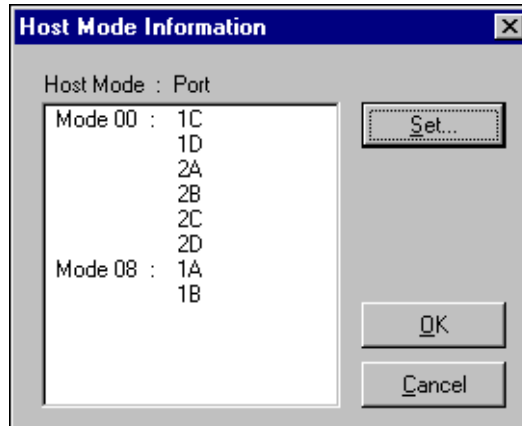 Host Mode Information
Host Mode : Port
Mode 00 : 1C
Set...
1D
2A
2B
2C
2D
Mode 08 : 1A
1B
OK
Cancel